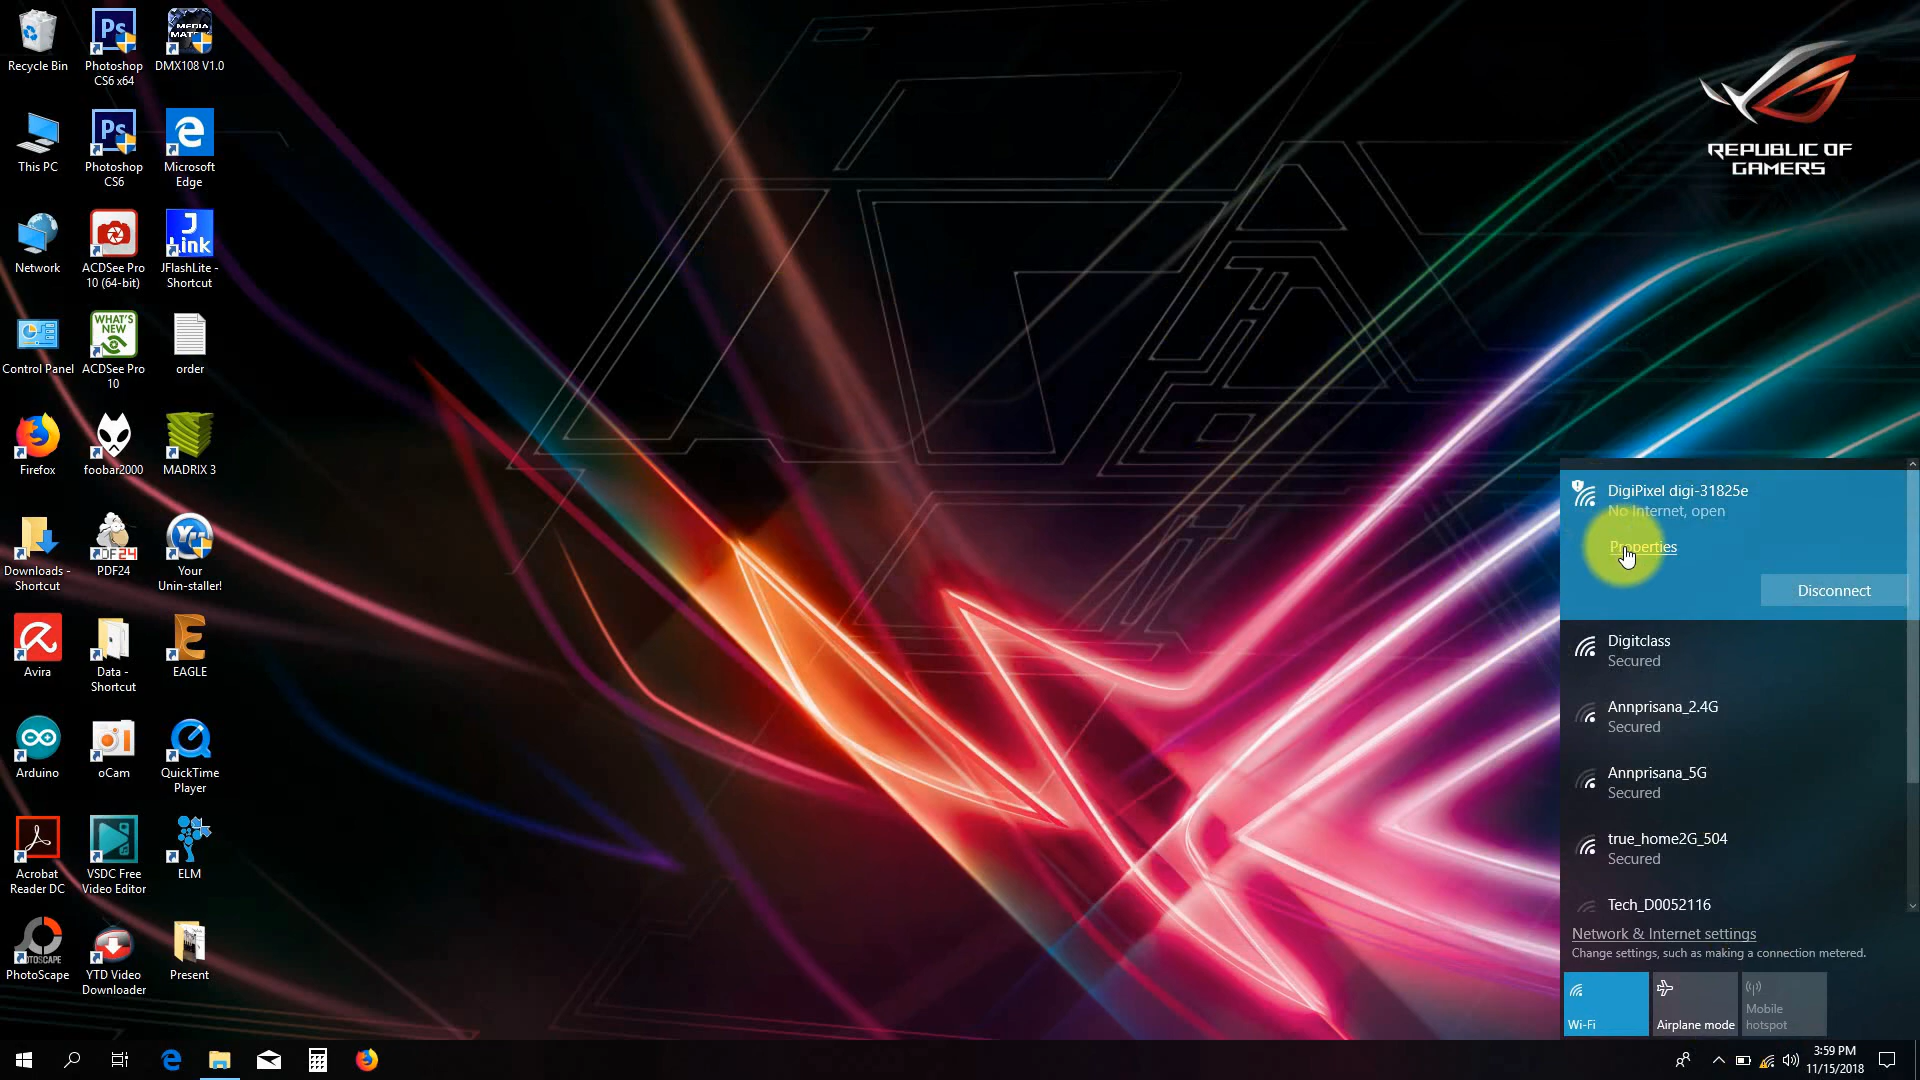 Recycle Bin
Photoshop
CS6 x64
MEDIA
DMX108 V1.0
This PC
Photoshop
CS6
Microsoft
Edge
Network
ACDSee Pro
10 (64-bit)
J
Link
JFlashLite -
Shortcut
Control Panel
WHAT'S
NEW
ACDSee Pro
10
order
Firefox
foobar2000
MADRIX 3
Downloads -
Shortcut
PDF24
Your
Unin-staller!
Avira
Data -
Shortcut
EAGLE
Arduino
oCam
QuickTime
Player
Acrobat
Reader DC
VSDC Free
Video Editor
ELM
PhotoScape
YTD Video
Downloader
Present
REPUBLIC OF
GAMERS
DigiPixel digi-31825e
No Internet, open
Properties
Disconnect
Digitclass
Secured
Annprisana_2.4G
Secured
Annprisana_5G
Secured
true_home2G_504
Secured
Tech_D0052116
Network & Internet settings
Change settings, such as making a connection metered.
Wi-Fi
Airplane mode
Mobile
hotspot
3:59 PM
11/15/2018